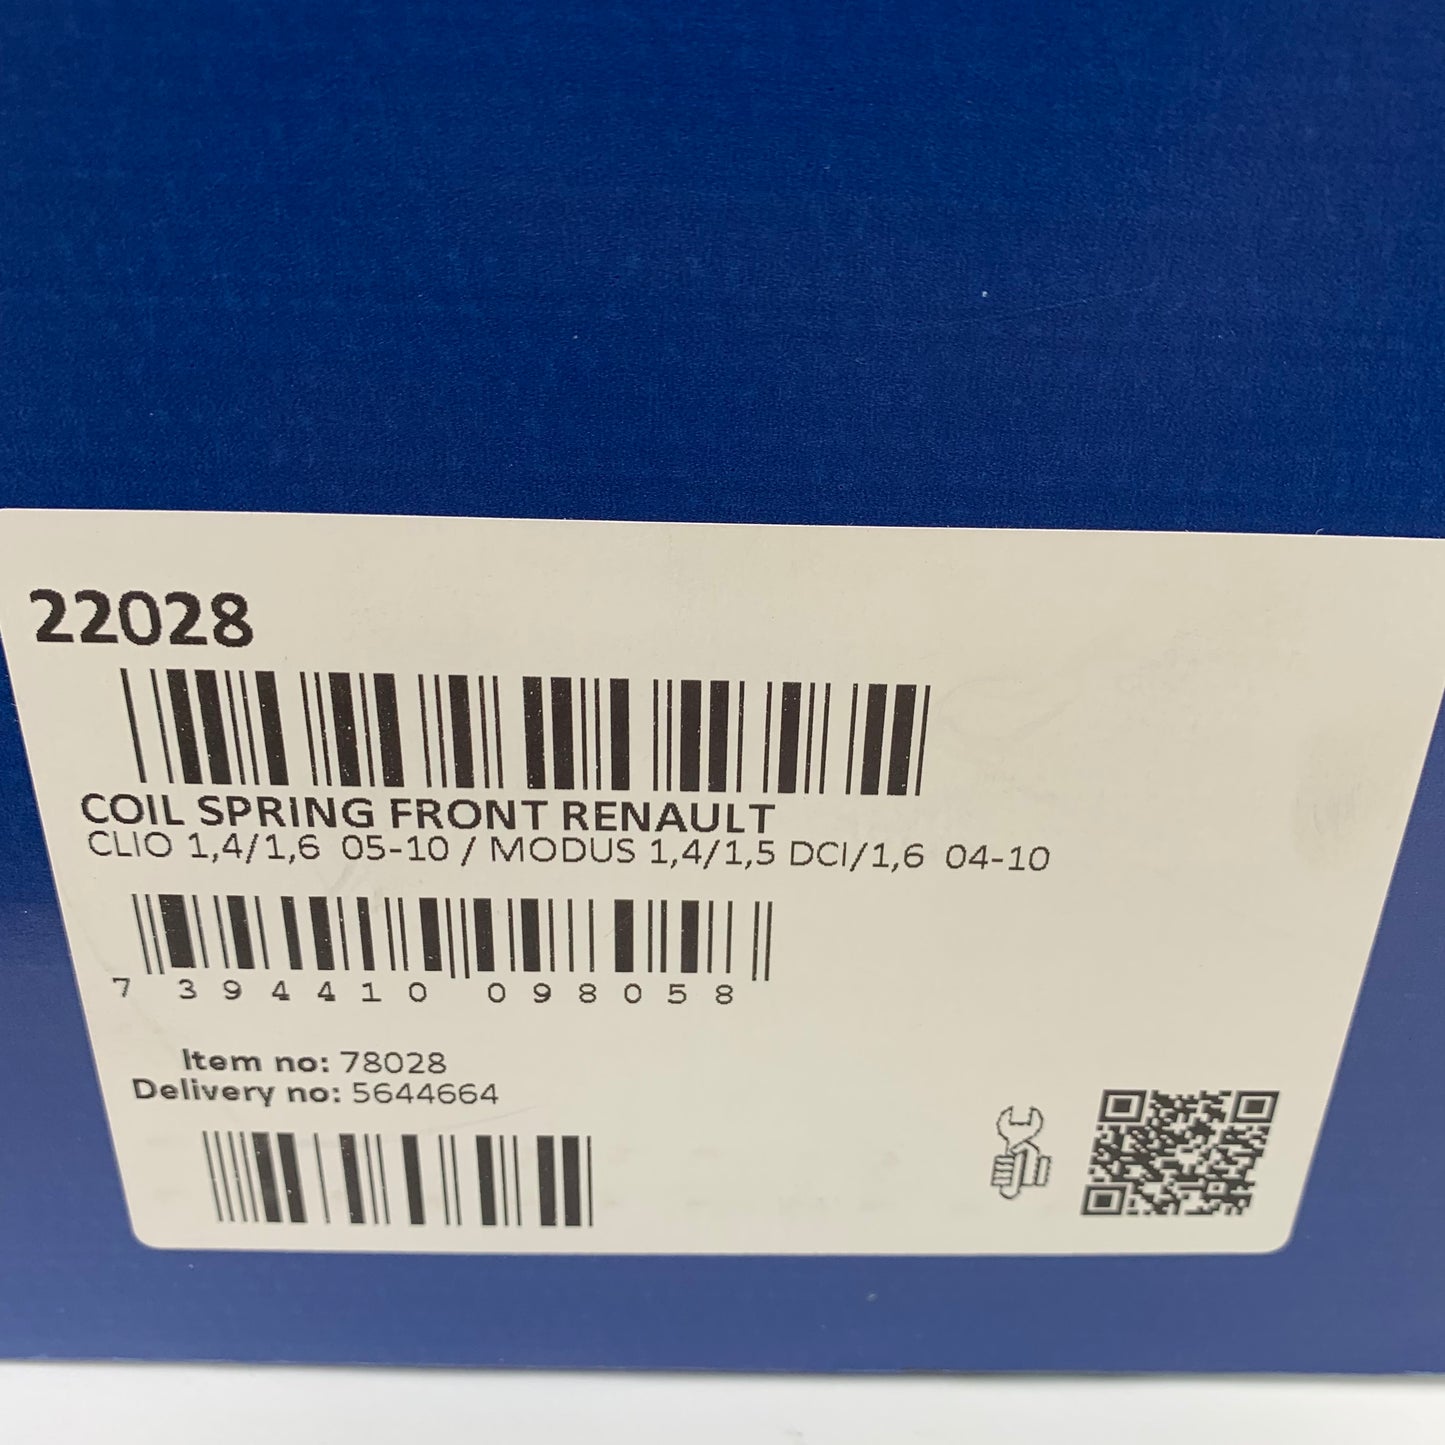 22028
COIL SPRING FRONT RENAULT
CLIO 1,4/1,6 05-10 / MODUS 1,4/1,5 DCI/1,6 04-10
7 394410 098058
Item no: 78028
Delivery no: 5644664